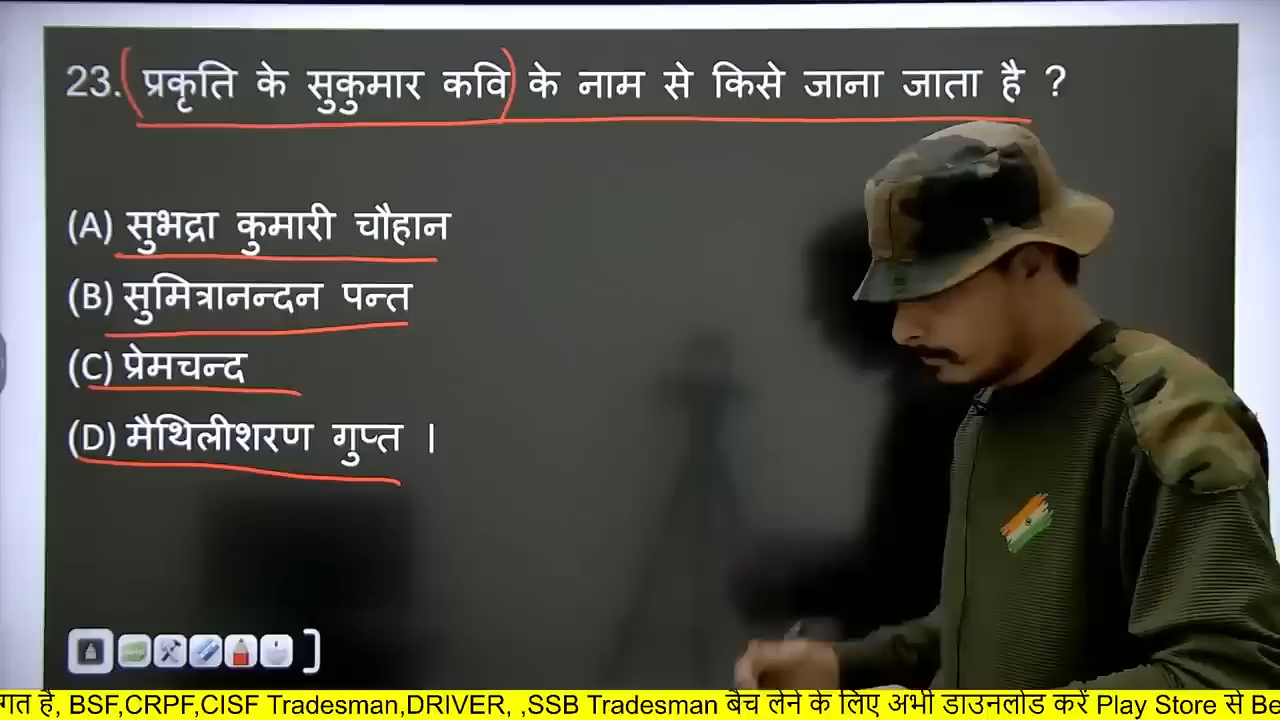 23. प्रकृति के सुकुमार कवि के नाम से किसे जाना जाता है ?
(A) सुभद्रा कुमारी चौहान
(B) सुमित्रानन्दन पन्त
(C) प्रेमचन्द
(D) मैथिलीशरण गुप्त ।
गत है, BSF,CRPF,CISF Tradesman,DRIVER, ,SSB Tradesman बैच लेने के लिए अभी डाउनलोड करें Play Store से Be